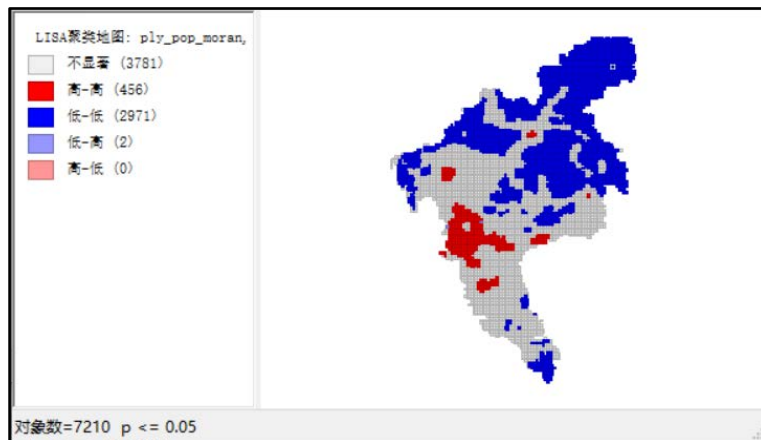 LISA聚类地图: ply_pop_moran,
不显著 (3781)
高-高 (456)
低-低 (2971)
低-高 (2)
高-低 (0)
对象数=7210 p <= 0.05